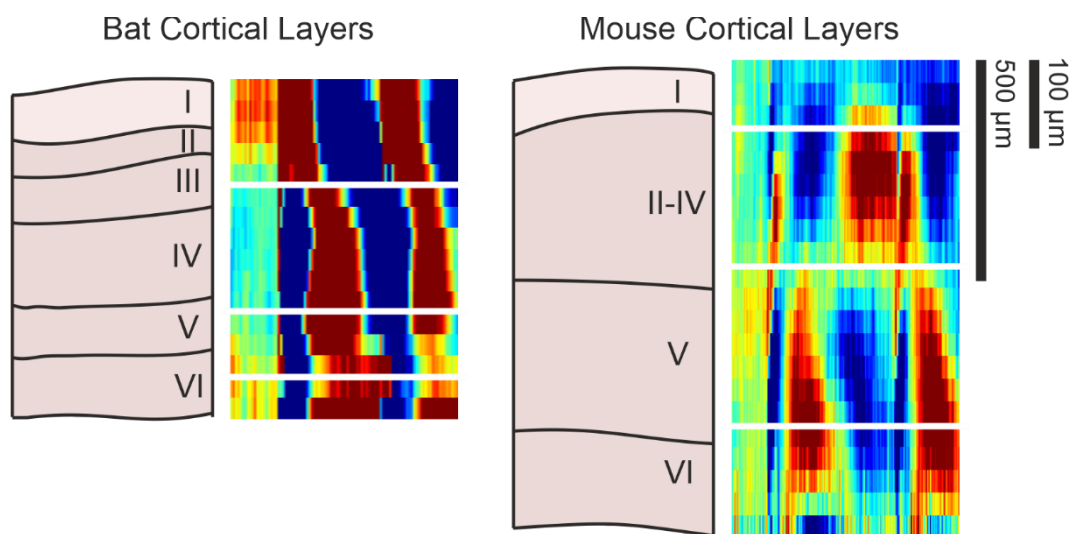 Bat Cortical Layers
I
II
III
IV
V
VI
Mouse Cortical Layers
I
II-IV
V
VI
100 µm
500 µm